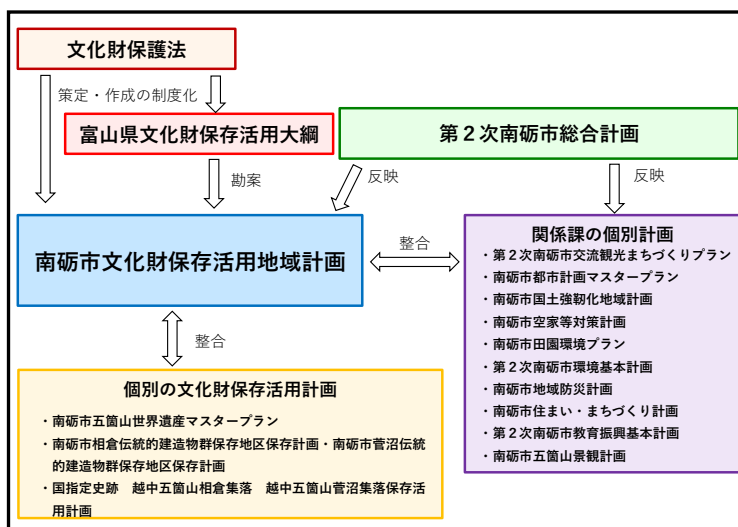 文化財保護法
策定・作成の制度化
富山県文化財保存活用大綱
第２次南砺市総合計画
勘案
反映
反映
南砺市文化財保存活用地域計画
整合
関係課の個別計画
・第２次南砺市交流観光まちづくりプラン
・南砺市都市計画マスタープラン
・南砺市国土強靭化地域計画
・南砺市空家等対策計画
・南砺市田園環境プラン
・第２次南砺市環境基本計画
・南砺市地域防災計画
・南砺市住まい・まちづくり計画
・第２次南砺市教育振興基本計画
・南砺市五箇山景観計画
整合
個別の文化財保存活用計画
・南砺市五箇山世界遺産マスタープラン
・南砺市相倉伝統的建造物群保存地区保存計画・南砺市菅沼伝統
的建造物群保存地区保存計画
・国指定史跡　越中五箇山相倉集落　越中五箇山菅沼集落保存活
用計画